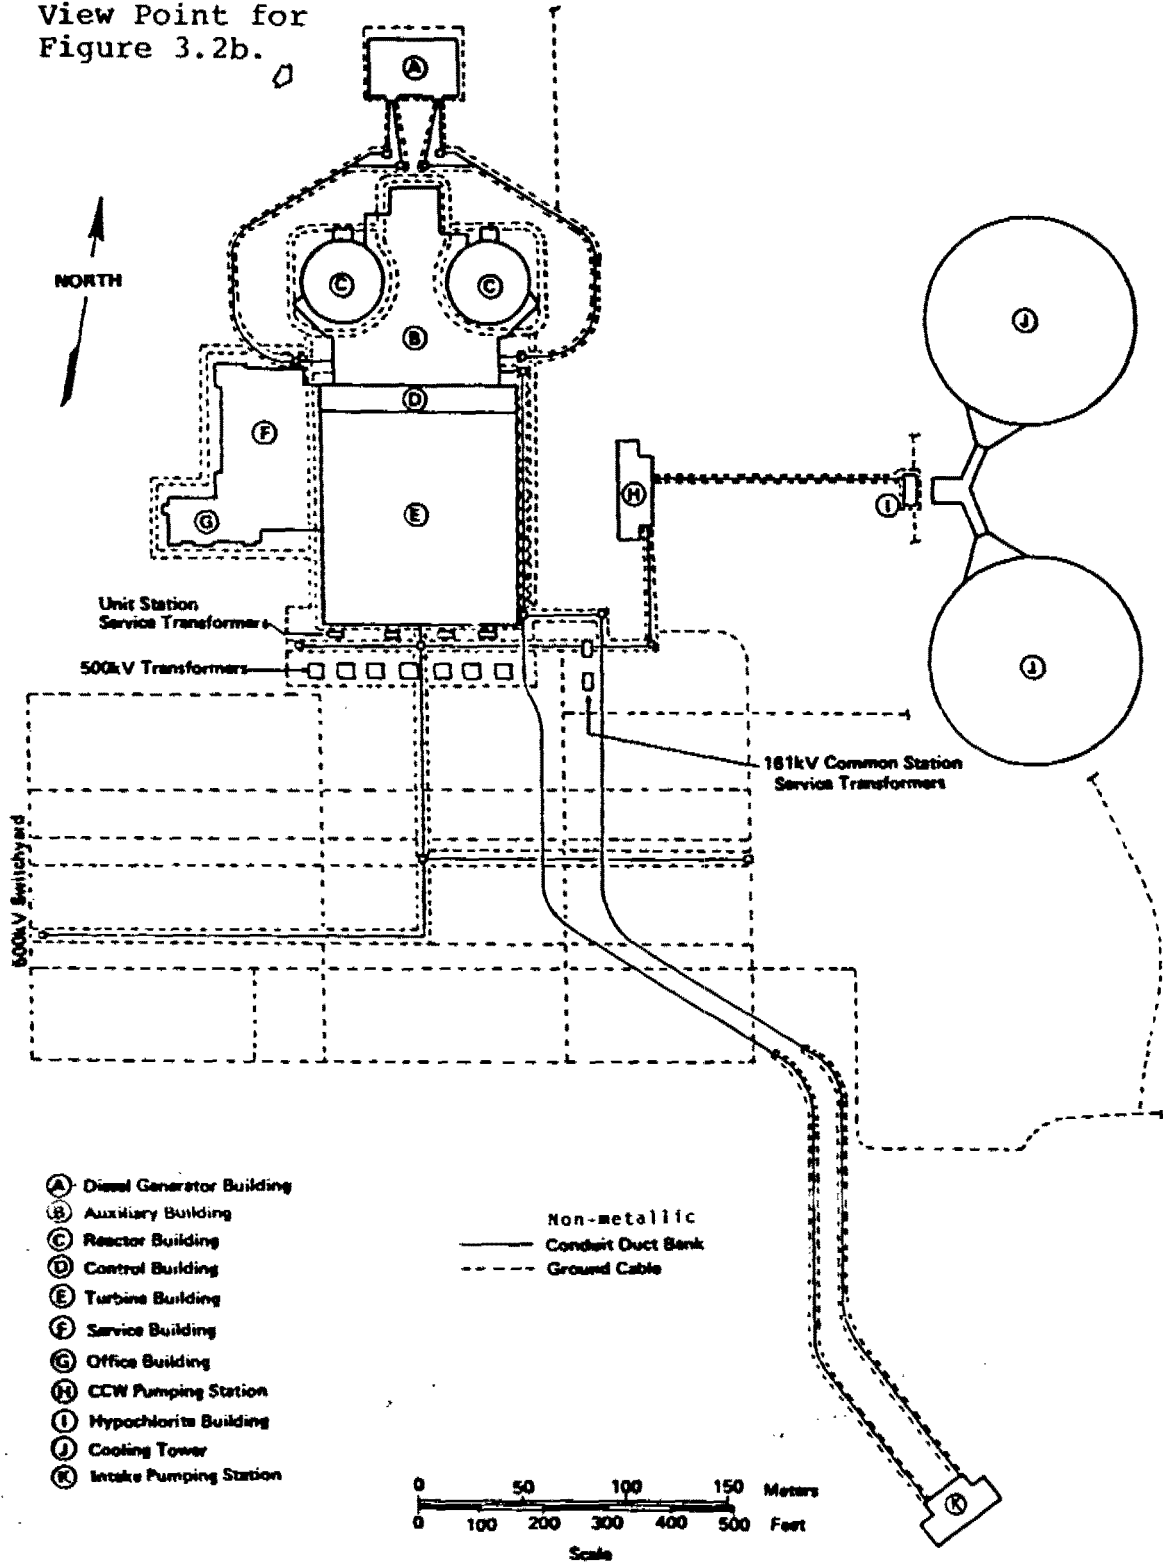 View Point for
Figure 3.2b.
A
NORTH
C
C
B
D
F
E
G
H
I
J
J
Unit Station
Service Transformers
500kV Transformers
161kV Common Station
Service Transformers
500kV Switchyard
A Diesel Generator Building
B Auxiliary Building
C Reactor Building
D Control Building
E Turbine Building
F Service Building
G Office Building
H CCW Pumping Station
I Hypochlorite Building
J Cooling Tower
K Intake Pumping Station
Non-metallic
Conduit Duct Bank
Ground Cable
K
0 50 100 150 Meters
0 100 200 300 400 500 Feet
Scale